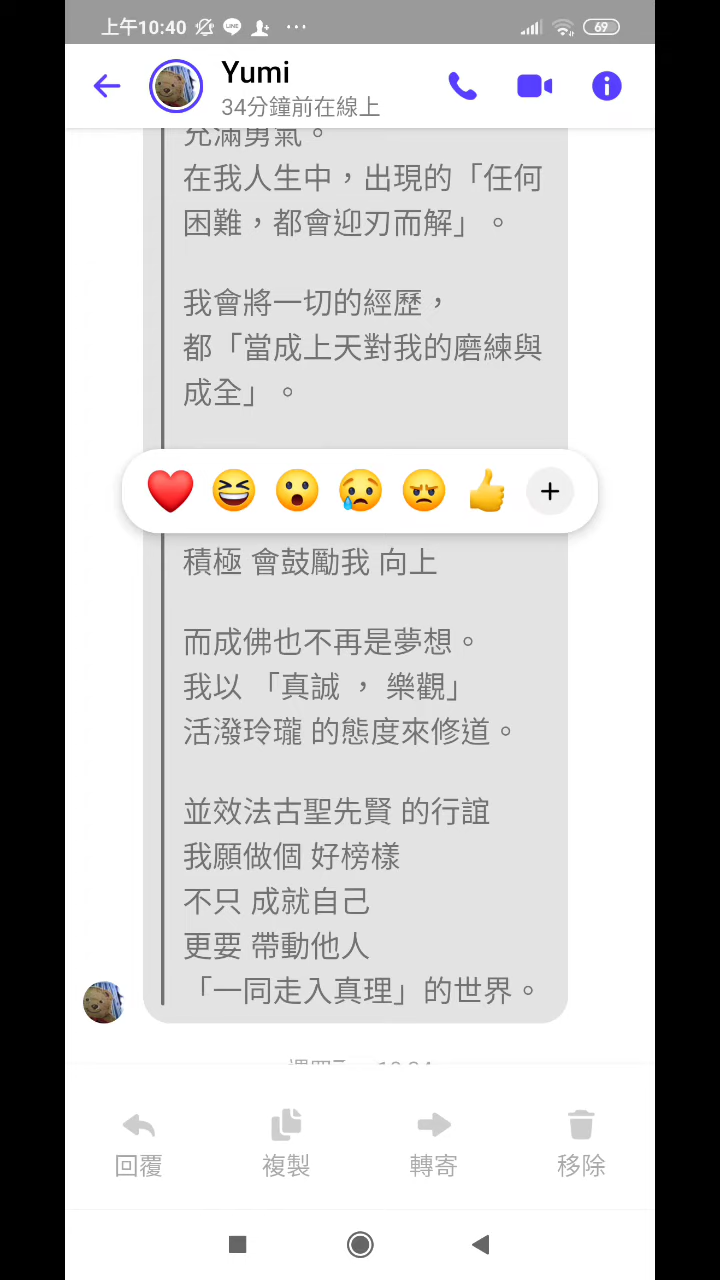 上午10:40
LINE
69
Yumi
34分鐘前在線上
充滿勇氣。
在我人生中，出現的「任何
困難，都會迎刃而解」。
我會將一切的經歷，
都「當成上天對我的磨練與
成全」。
積極 會鼓勵我 向上
而成佛也不再是夢想。
我以 「真誠 ， 樂觀」
活潑玲瓏 的態度來修道。
並效法古聖先賢 的行誼
我願做個 好榜樣
不只 成就自己
更要 帶動他人
「一同走入真理」的世界。
回覆
複製
轉寄
移除